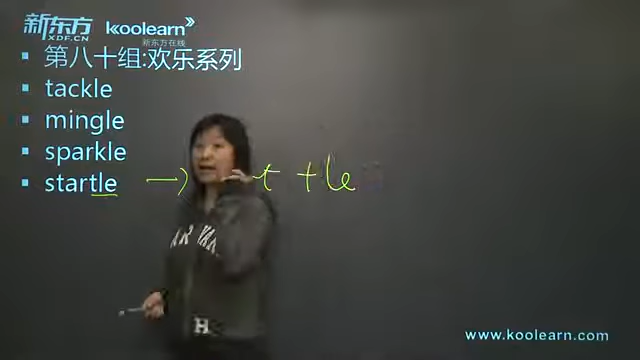 新东方 koolearn
XDF.CN 新东方在线
第八十组:欢乐系列
tackle
mingle
sparkle
startle → t + le
H
www.koolearn.com